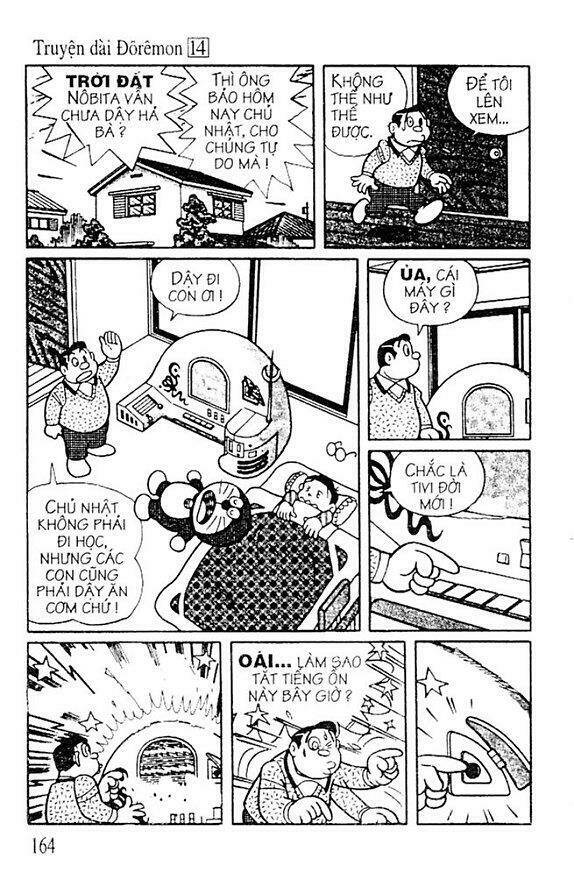 Truyện dài Đôrêmon 14
TRỜI ĐẤT
NÔBITA VẪN
CHƯA DẬY HẢ
BÀ ?
THÌ ÔNG
BẢO HÔM
NAY CHỦ
NHẬT, CHO
CHÚNG TỰ
DO MÀ !
KHÔNG
THỂ NHƯ
THẾ
ĐƯỢC.
ĐỂ TÔI
LÊN
XEM...
DẬY ĐI
CON ƠI !
CHỦ NHẬT
KHÔNG PHẢI
ĐI HỌC,
NHƯNG CÁC
CON CŨNG
PHẢI DẬY ĂN
CƠM CHỨ !
ỦA, CÁI
MÁY GÌ
ĐÂY ?
CHẮC LÀ
TIVI ĐỜI
MỚI !
OÁI... LÀM SAO
TẮT TIẾNG ỒN
NÀY BÂY GIỜ ?
164